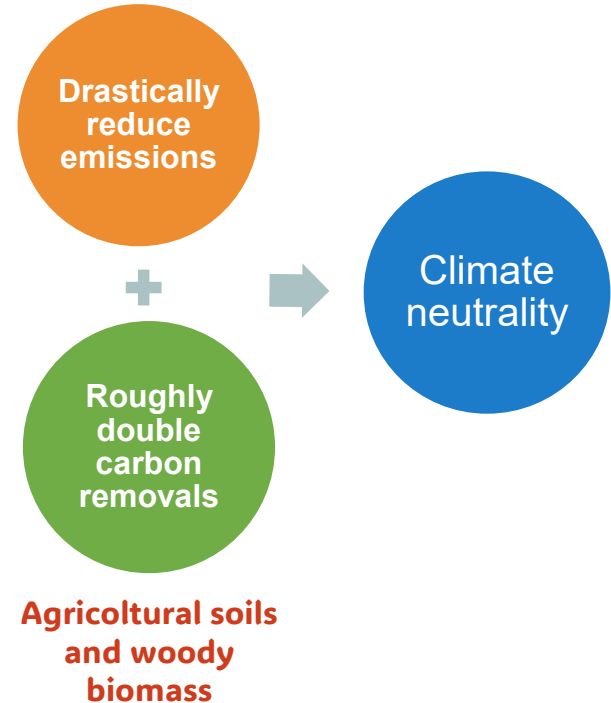 Drastically
reduce
emissions
Climate
neutrality
Roughly
double
carbon
removals
Agricoltural soils
and woody
biomass